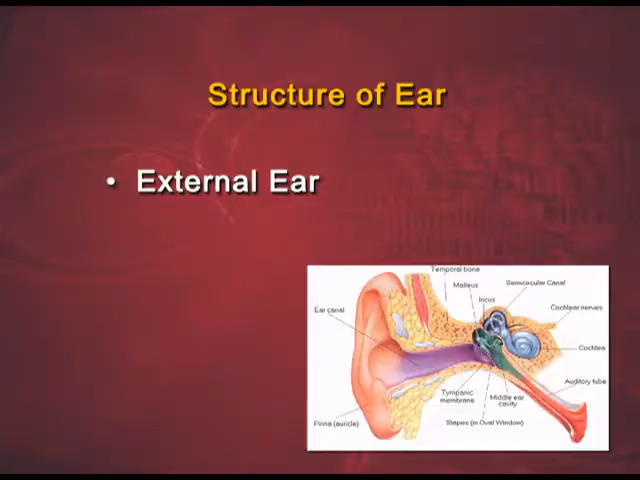 Structure of Ear
• External Ear
Temporal bone
Malleus
Semicicular Canal
Incus
Ear canal
Cochlear nerves
Cochlea
Auditory tube
Tympanic
membrane
Middle ear
cavity
Pinna (auricle)
Stapes (in Oval Window)